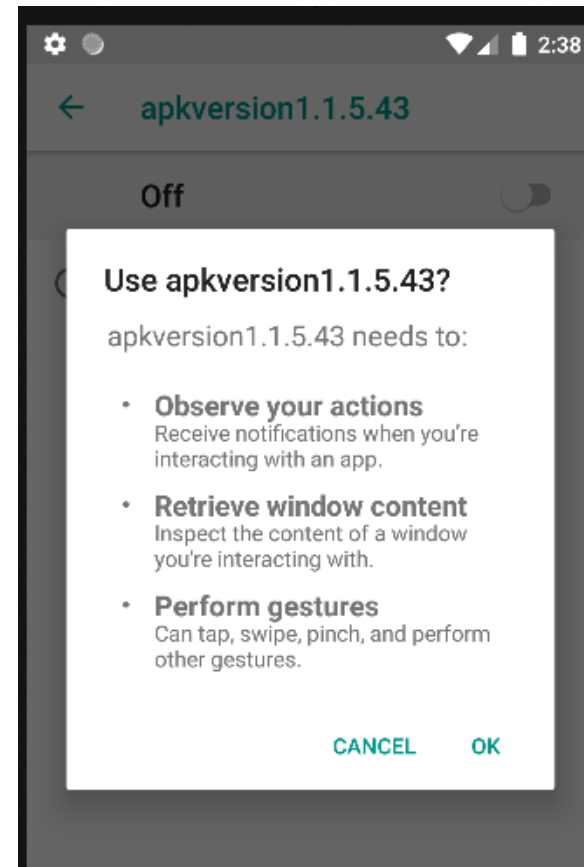 2:38
apkversion1.1.5.43
Off
Use apkversion1.1.5.43?
apkversion1.1.5.43 needs to:
• Observe your actions
Receive notifications when you're
interacting with an app.
• Retrieve window content
Inspect the content of a window
you're interacting with.
• Perform gestures
Can tap, swipe, pinch, and perform
other gestures.
CANCEL OK